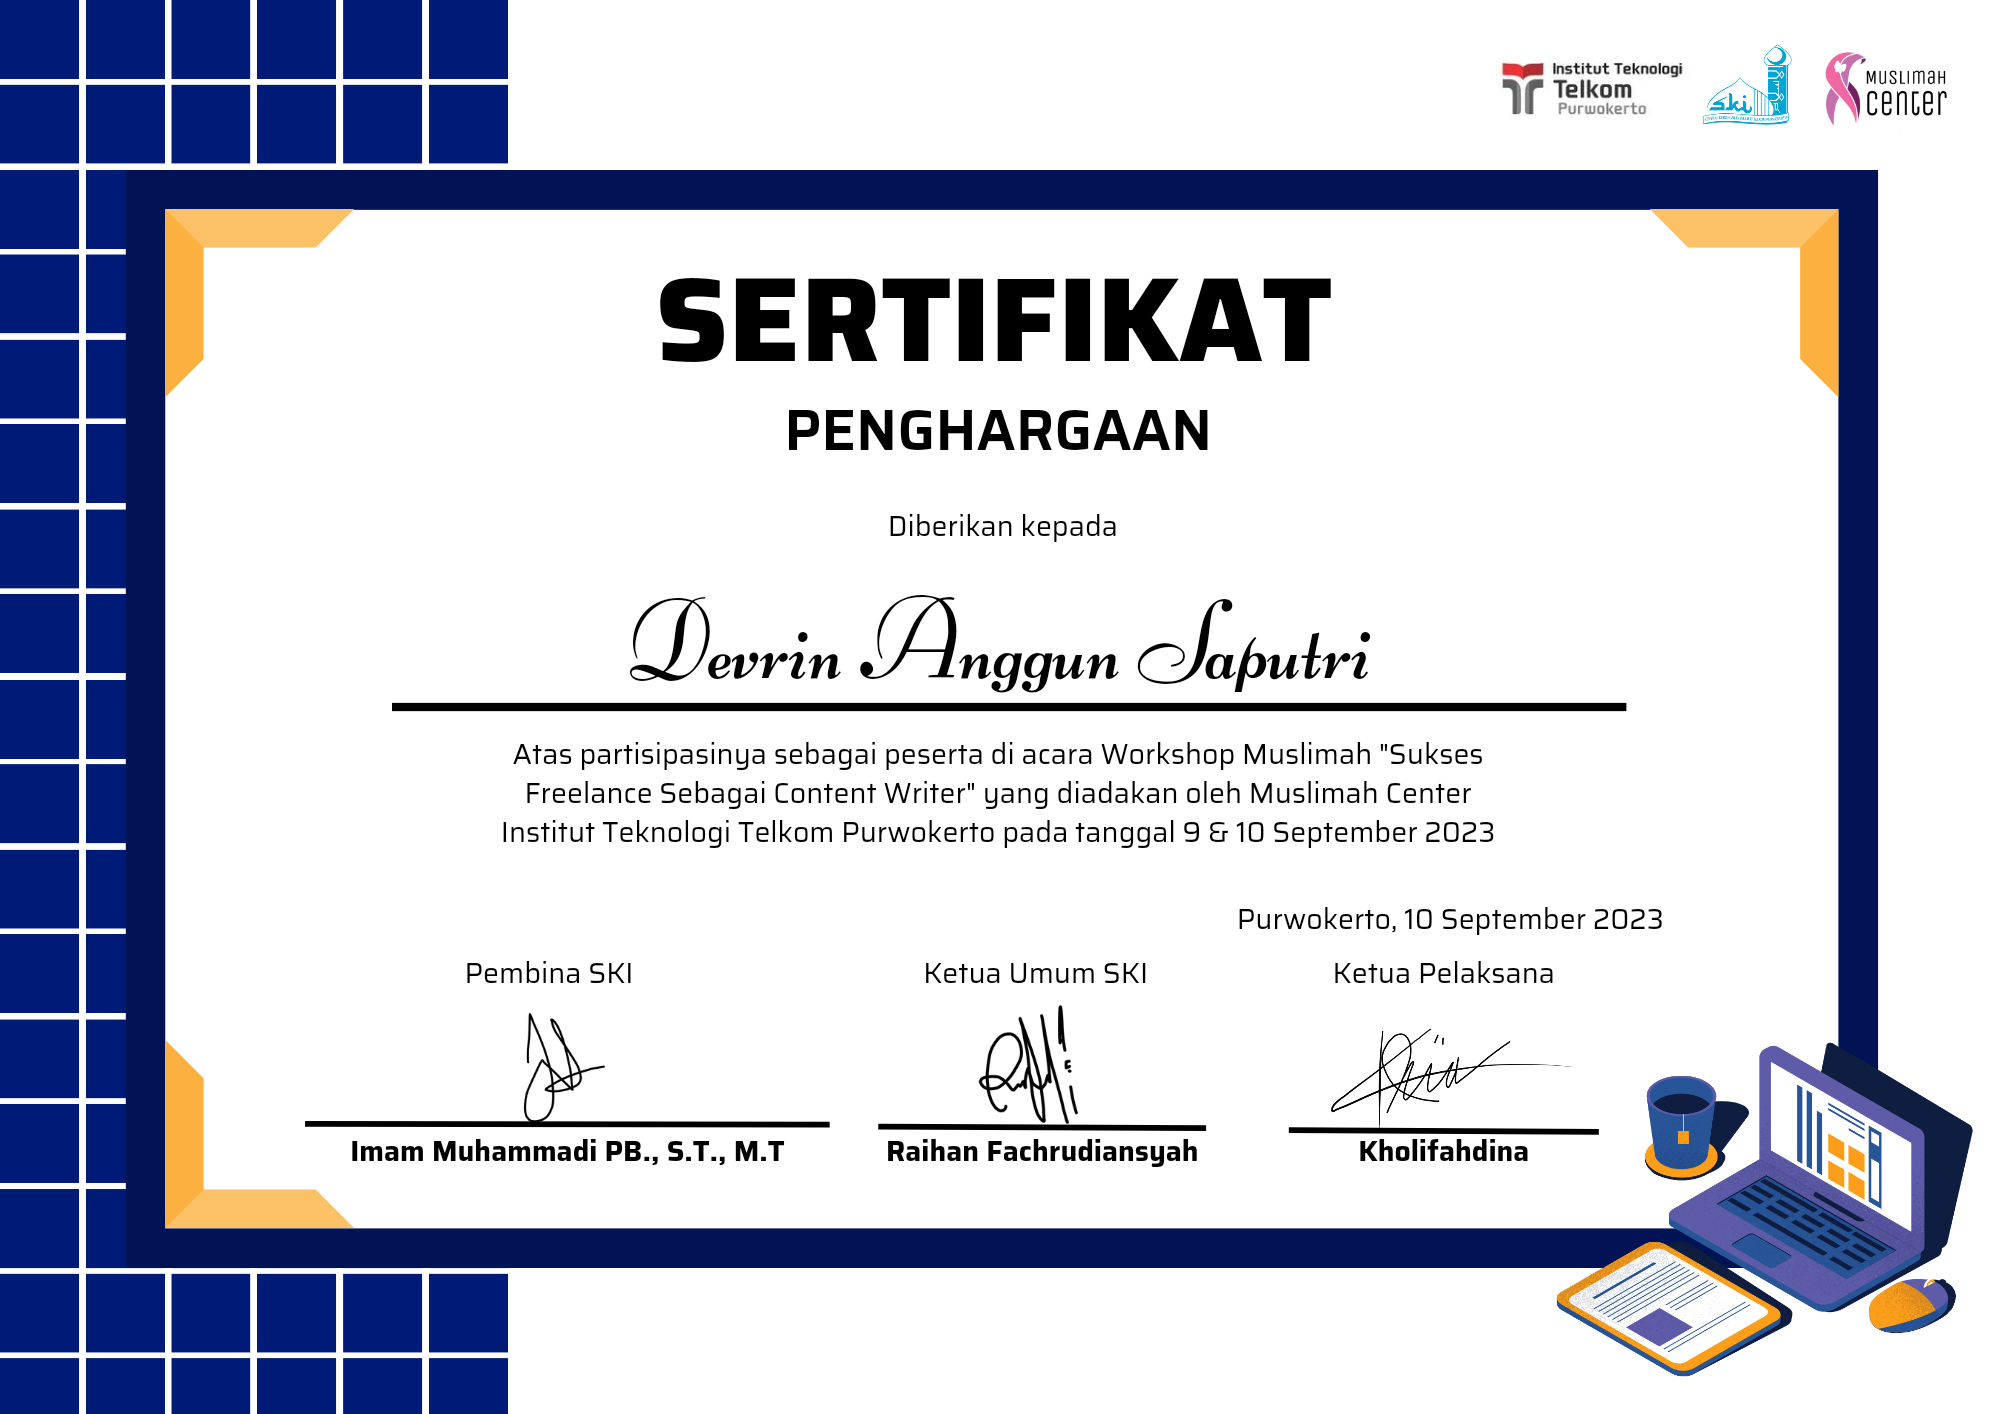 Institut Teknologi
Telkom
Purwokerto
ski
MUSLIMAH
CENTER
SERTIFIKAT
PENGHARGAAN
Diberikan kepada
Devrin Anggun Saputri
Atas partisipasinya sebagai peserta di acara Workshop Muslimah "Sukses
Freelance Sebagai Content Writer" yang diadakan oleh Muslimah Center
Institut Teknologi Telkom Purwokerto pada tanggal 9 & 10 September 2023
Purwokerto, 10 September 2023
Pembina SKI
Ketua Umum SKI
Ketua Pelaksana
Imam Muhammadi PB., S.T., M.T
Raihan Fachrudiansyah
Kholifahdina